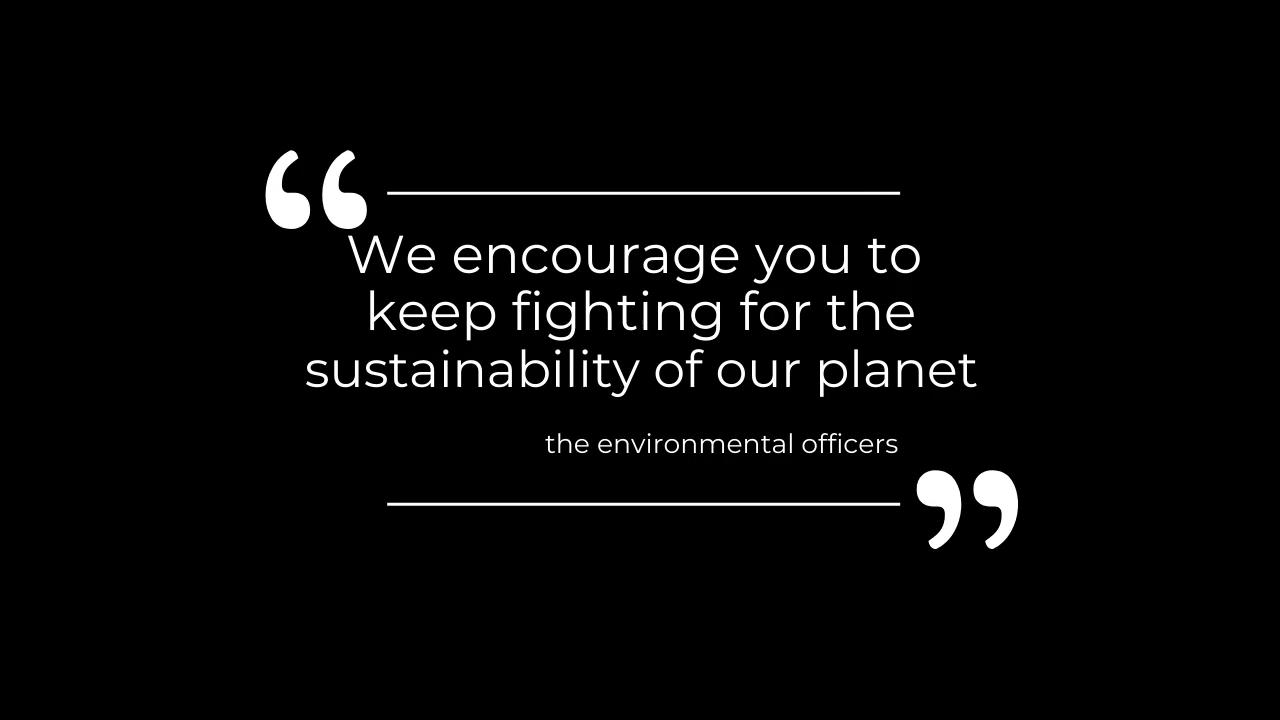 “
We encourage you to
keep fighting for the
sustainability of our planet
the environmental officers
”